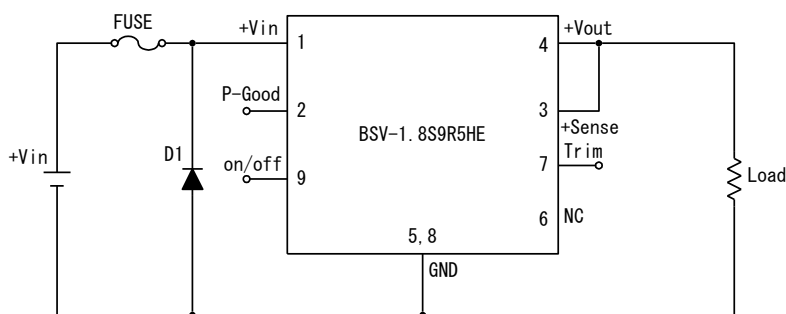 FUSE
+Vin
1
4
+Vout
P-Good
2
3
BSV-1.8S9R5HE
+Sense
+Vin
D1
on/off
9
7
Trim
Load
6
NC
5,8
GND